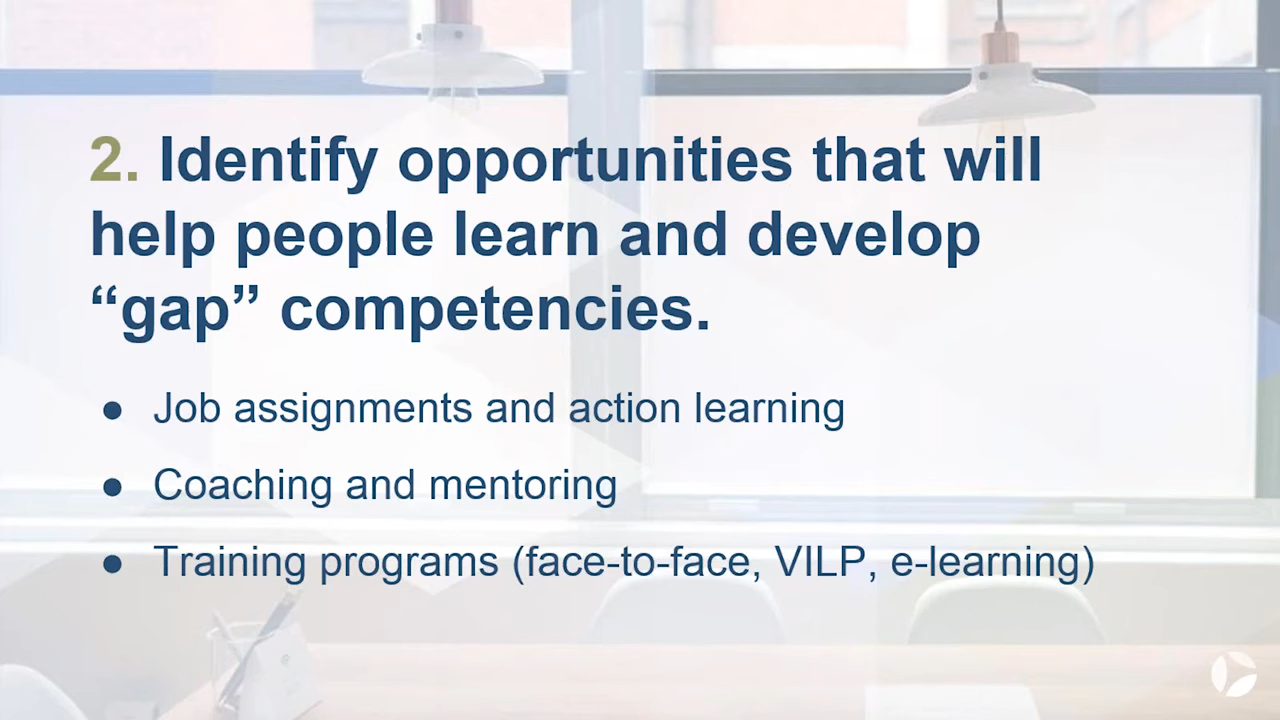 2. Identify opportunities that will
help people learn and develop
“gap” competencies.
● Job assignments and action learning
● Coaching and mentoring
● Training programs (face-to-face, VILP, e-learning)